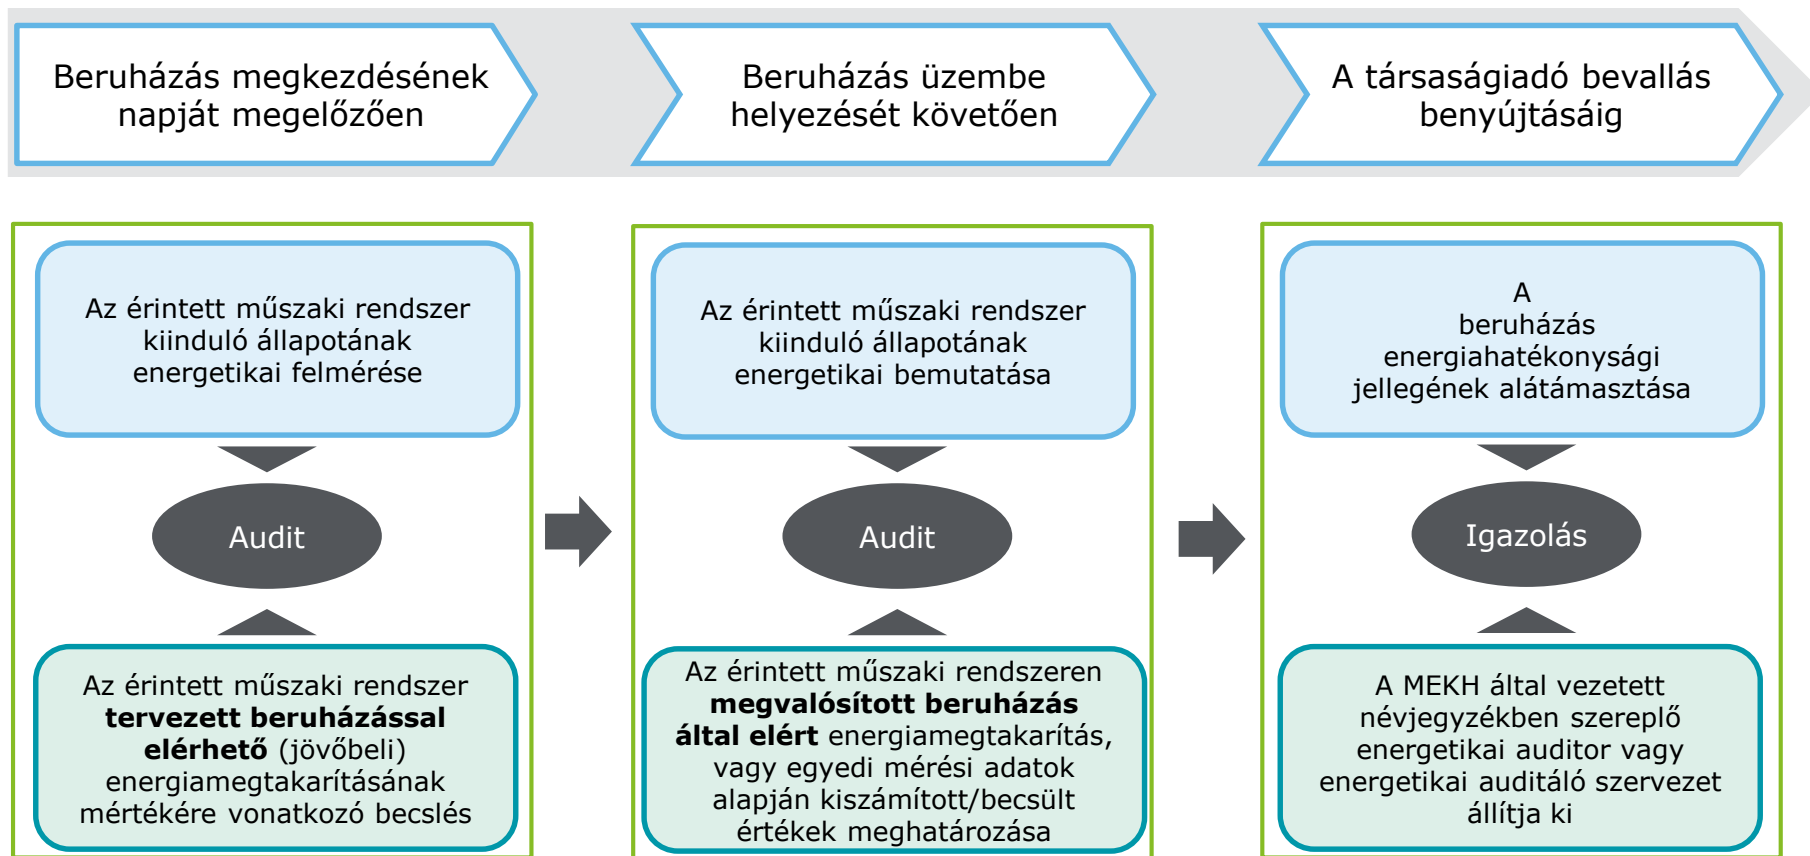 Beruházás megkezdésének
napját megelőzően
Beruházás üzembe
helyezését követően
A társaságiadó bevallás
benyújtásáig
Az érintett műszaki rendszer
kiinduló állapotának
energetikai felmérése
Audit
Az érintett műszaki rendszer
tervezett beruházással
elérhető (jövőbeli)
energiamegtakarításának
mértékére vonatkozó becslés
Az érintett műszaki rendszer
kiinduló állapotának
energetikai bemutatása
Audit
Az érintett műszaki rendszeren
megvalósított beruházás
által elért energiamegtakarítás,
vagy egyedi mérési adatok
alapján kiszámított/becsült
értékek meghatározása
A
beruházás
energiahatékonysági
jellegének alátámasztása
Igazolás
A MEKH által vezetett
névjegyzékben szereplő
energetikai auditor vagy
energetikai auditáló szervezet
állítja ki